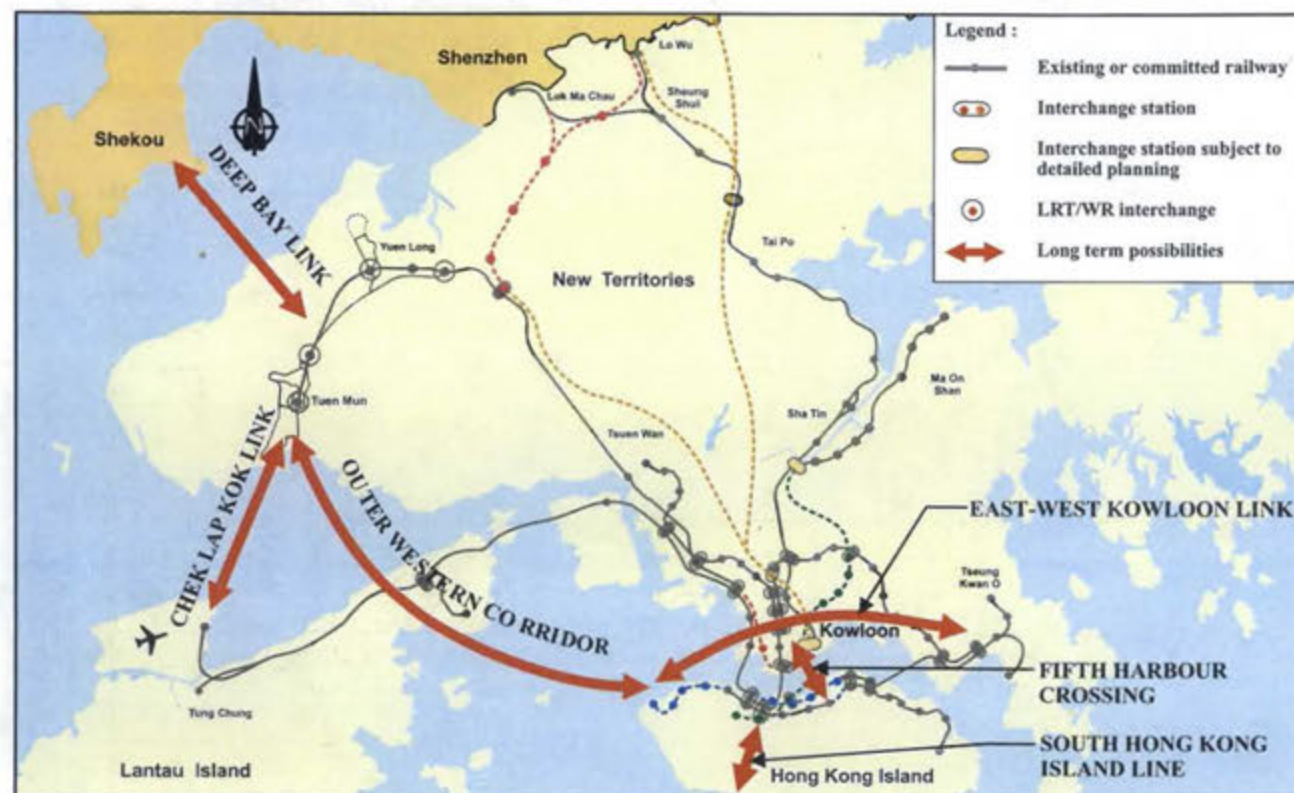 Legend :
Existing or committed railway
Interchange station
Interchange station subject to
detailed planning
LRT/WR interchange
Long term possibilities
Shenzhen
Lo Wu
Lok Ma Chau
Sheung
Shui
Shekou
N
DEEP BAY LINK
Yuen Long
Tai Po
New Territories
Tuen Mun
Ma On
Shan
Sha Tin
Tsuen Wan
CHEK LAP KOK LINK
OUTER WESTERN CO RRIDOR
EAST-WEST KOWLOON LINK
Tseung
Kwan O
Kowloon
FIFTH HARBOUR
CROSSING
Tung Chung
SOUTH HONG KONG
ISLAND LINE
Lantau Island
Hong Kong Island